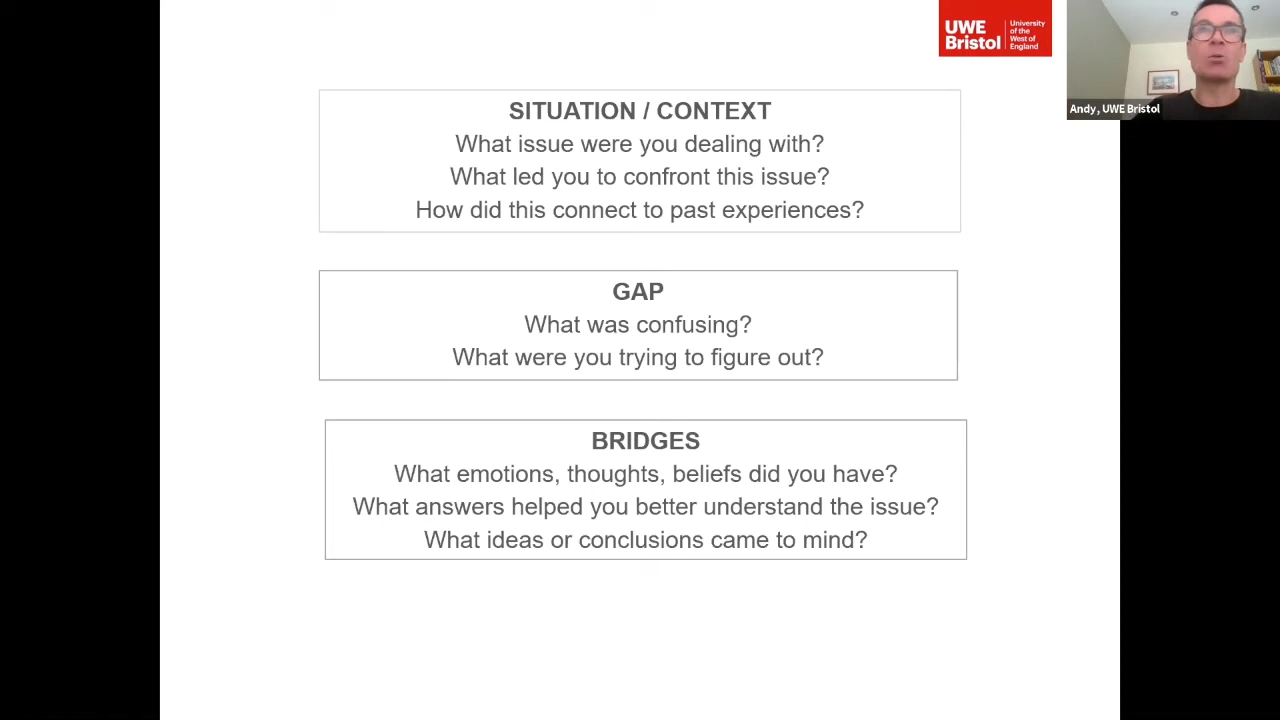 UWE
Bristol
University
of the
West of
England
Andy, UWE Bristol
SITUATION / CONTEXT
What issue were you dealing with?
What led you to confront this issue?
How did this connect to past experiences?
GAP
What was confusing?
What were you trying to figure out?
BRIDGES
What emotions, thoughts, beliefs did you have?
What answers helped you better understand the issue?
What ideas or conclusions came to mind?